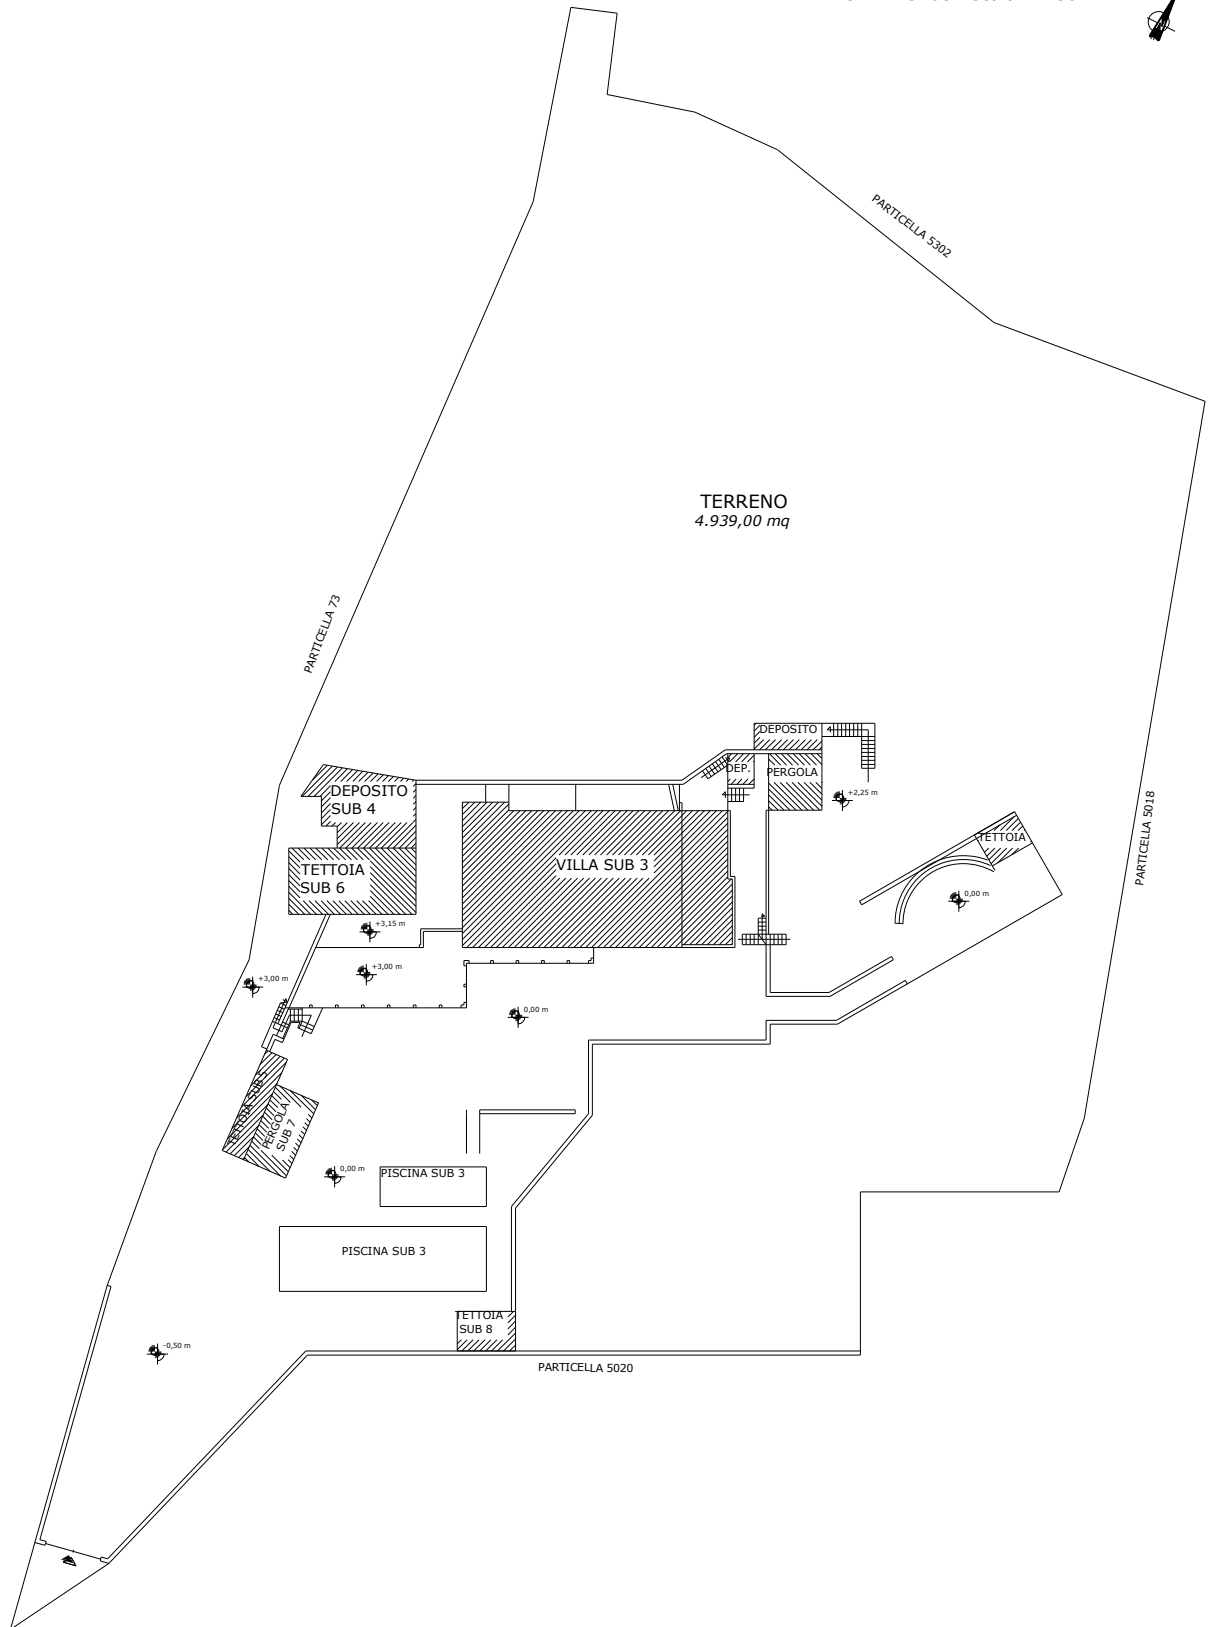 PARTICELLA 5302
TERRENO
4.939,00 mq
PARTICELLA 73
DEPOSITO
DEP.
PERGOLA
+2,25 m
DEPOSITO
SUB 4
PARTICELLA 5018
TETTOIA
VILLA SUB 3
TETTOIA
SUB 6
0,00 m
+3,15 m
+3,00 m
+3,00 m
0,00 m
TETTOIA SUB 5
PERGOLA
SUB 7
0,00 m
PISCINA SUB 3
PISCINA SUB 3
TETTOIA
SUB 8
-0,50 m
PARTICELLA 5020